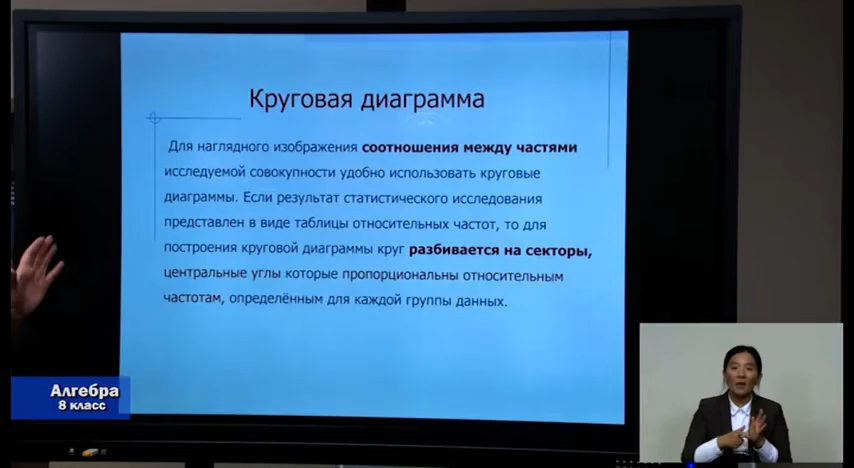 Круговая диаграмма
Для наглядного изображения соотношения между частями
исследуемой совокупности удобно использовать круговые
диаграммы. Если результат статистического исследования
представлен в виде таблицы относительных частот, то для
построения круговой диаграммы круг разбивается на секторы,
центральные углы которые пропорциональны относительным
частотам, определённым для каждой группы данных.
Алгебра
8 класс